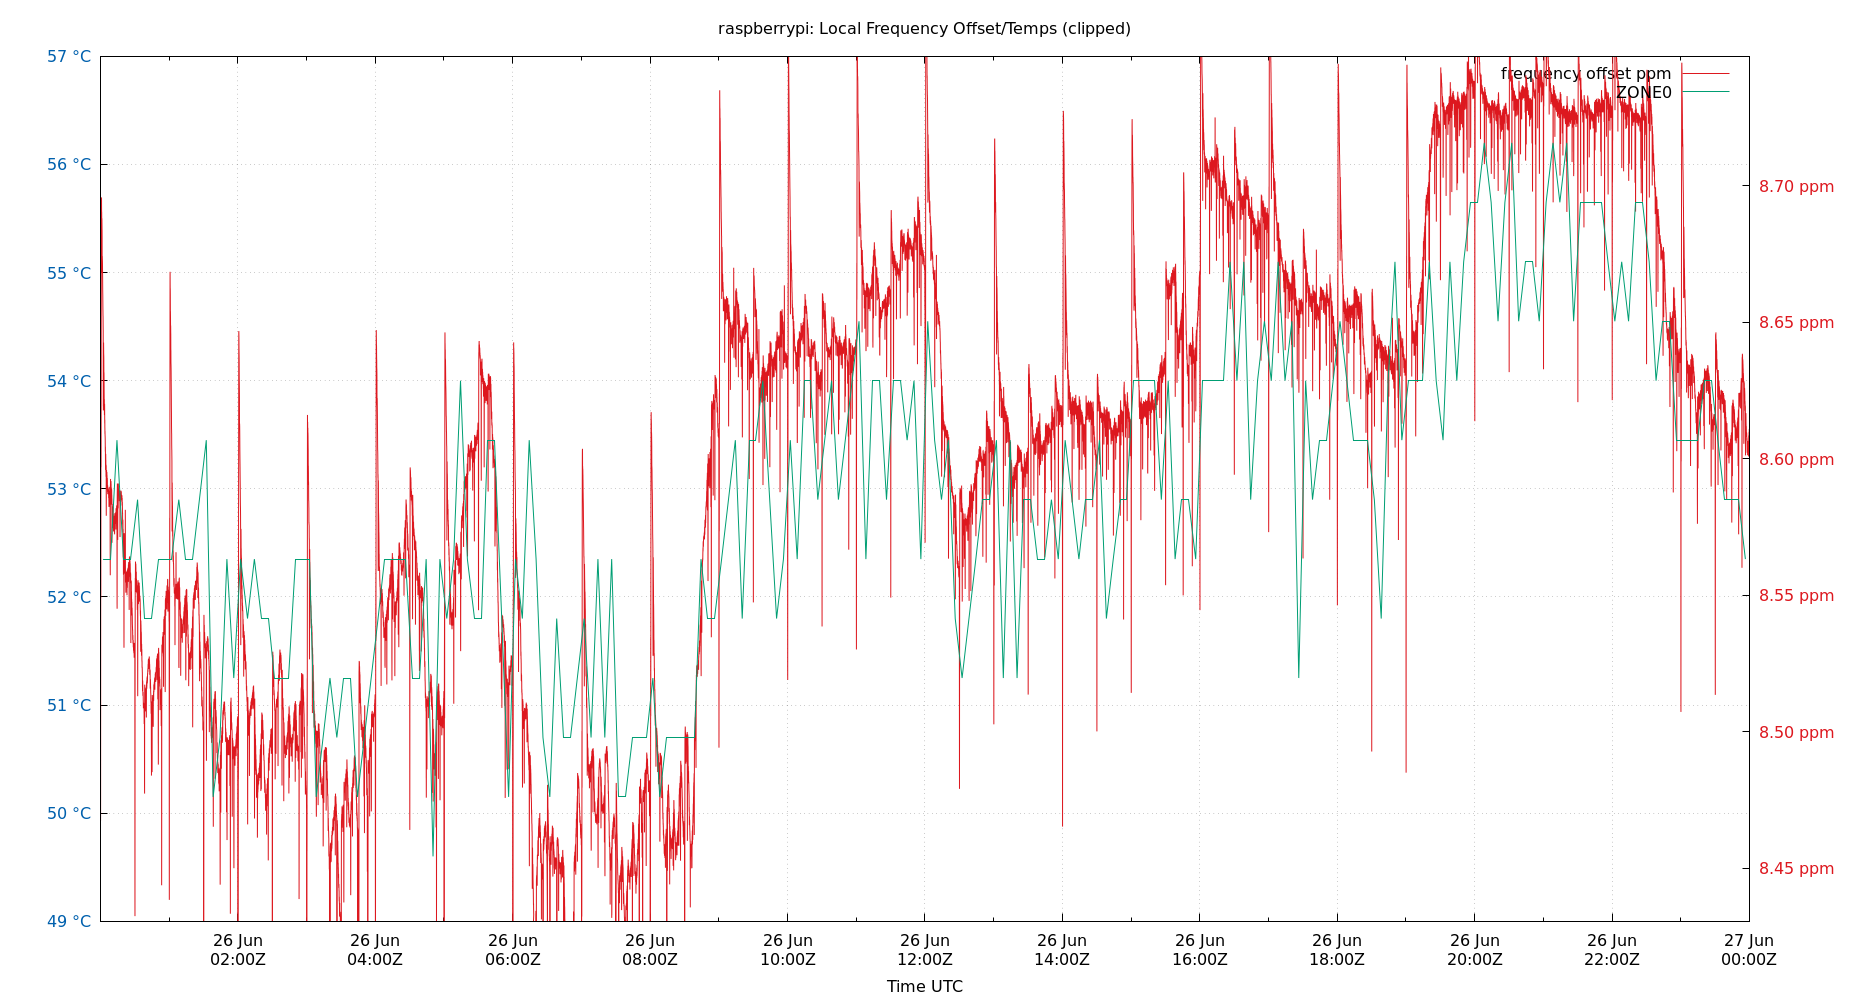 raspberrypi: Local Frequency Offset/Temps (clipped)
frequency offset ppm
ZONE0
57 °C
56 °C
55 °C
54 °C
53 °C
52 °C
51 °C
50 °C
49 °C
8.70 ppm
8.65 ppm
8.60 ppm
8.55 ppm
8.50 ppm
8.45 ppm
26 Jun
02:00Z
26 Jun
04:00Z
26 Jun
06:00Z
26 Jun
08:00Z
26 Jun
10:00Z
26 Jun
12:00Z
26 Jun
14:00Z
26 Jun
16:00Z
26 Jun
18:00Z
26 Jun
20:00Z
26 Jun
22:00Z
27 Jun
00:00Z
Time UTC